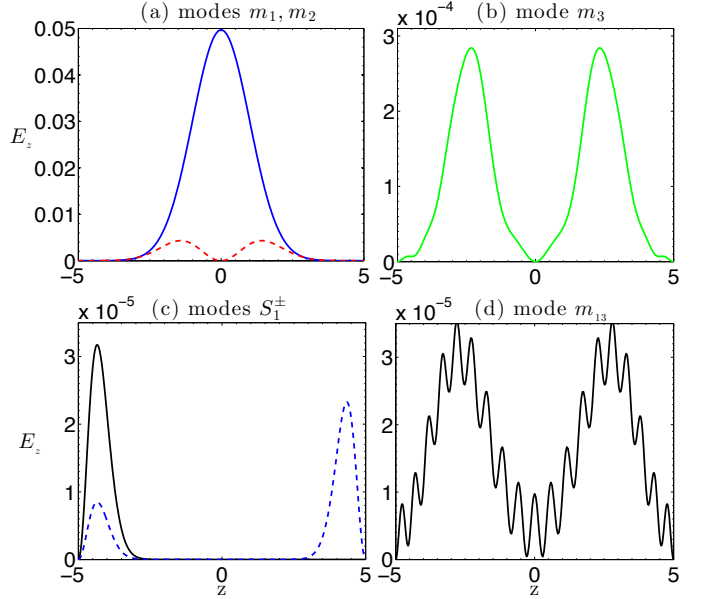 (a) modes m₁, m₂
(b) mode m₃
x 10⁻⁴
0.05
0.04
0.03
0.02
0.01
0
E_z
−5 0 5
3
2
1
0
−5 0 5
x 10⁻⁵
(c) modes S₁^±
x 10⁻⁵
(d) mode m₁₃
3
2
1
0
E_z
−5 0 5
z
3
2
1
0
−5 0 5
z